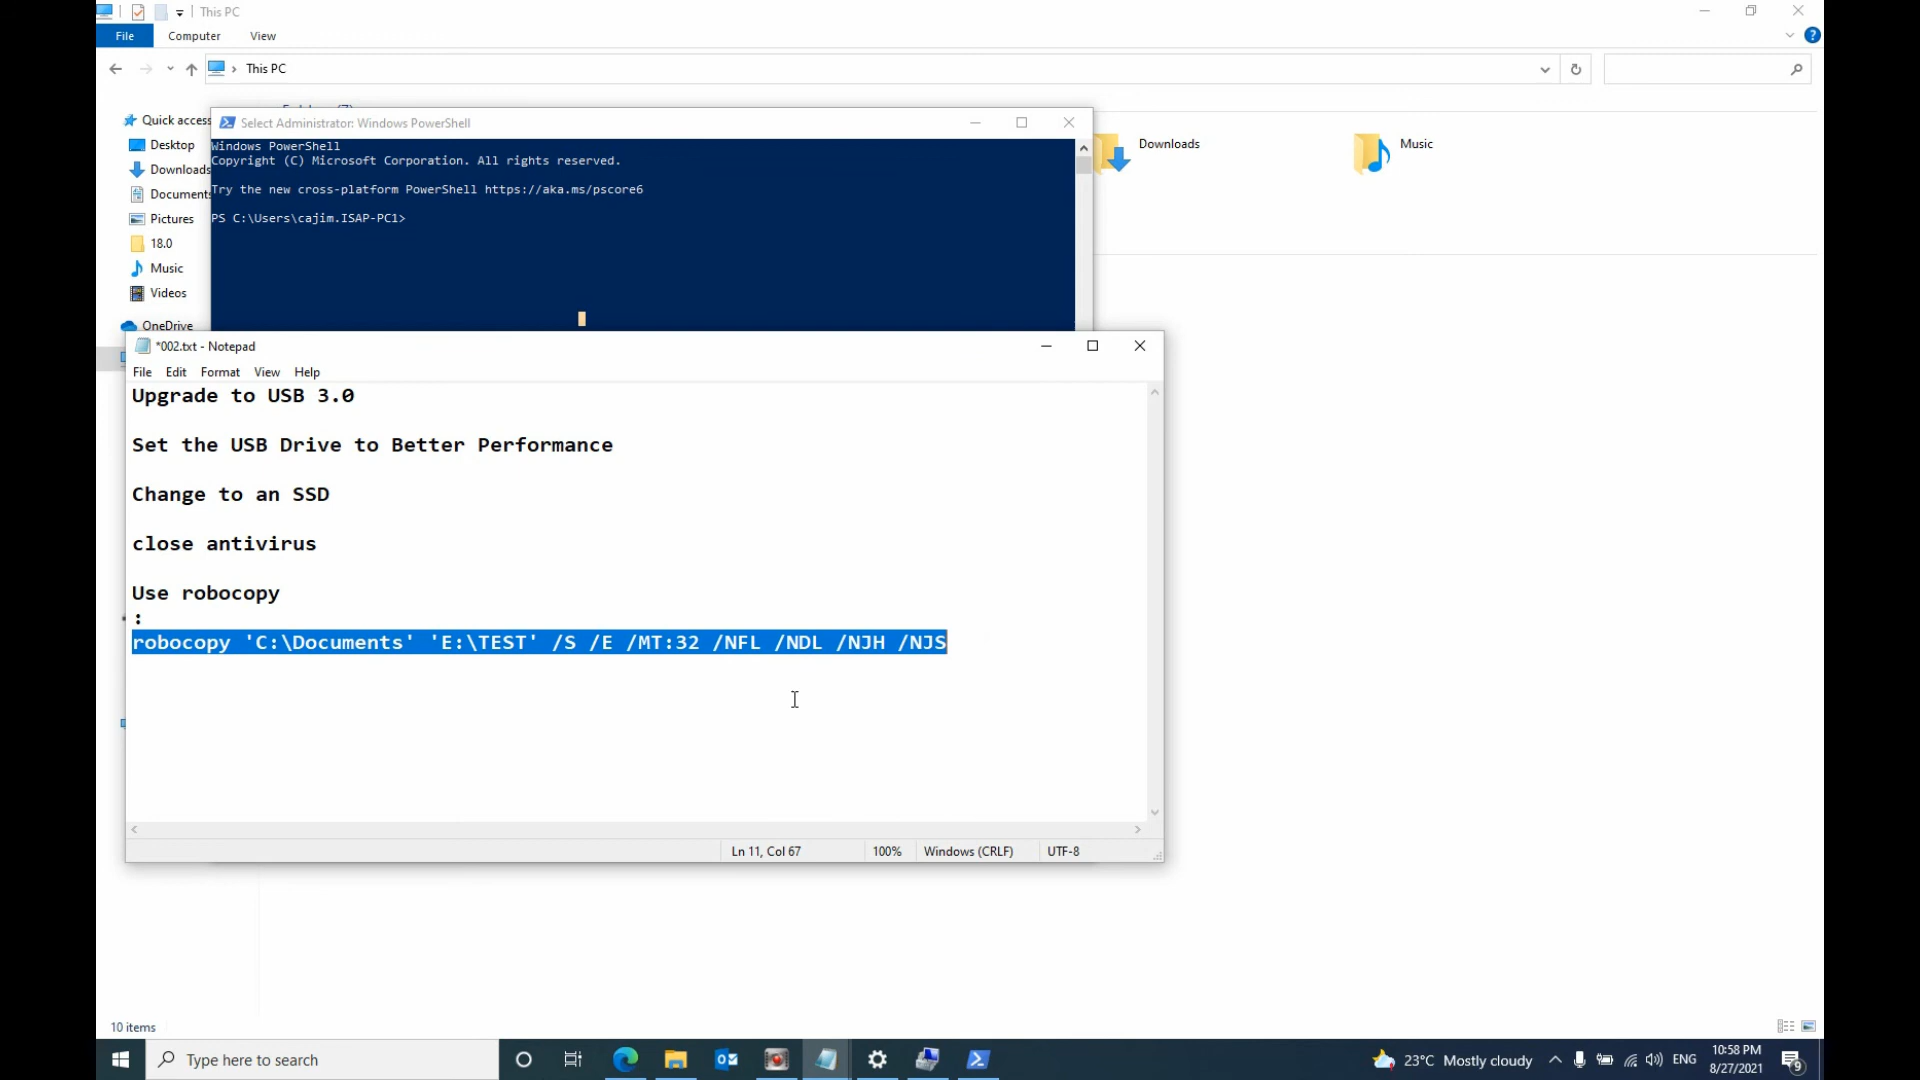 This PC
File
Computer
View
This PC
Quick access
Desktop
Downloads
Documents
Pictures
18.0
Music
Videos
OneDrive
Downloads
Music
Select Administrator: Windows PowerShell
Windows PowerShell
Copyright (C) Microsoft Corporation. All rights reserved.
Try the new cross-platform PowerShell https://aka.ms/pscore6
PS C:\Users\cajim.ISAP-PC1>
*002.txt - Notepad
File Edit Format View Help
Upgrade to USB 3.0
Set the USB Drive to Better Performance
Change to an SSD
close antivirus
Use robocopy
:
robocopy 'C:\Documents' 'E:\TEST' /S /E /MT:32 /NFL /NDL /NJH /NJS
Ln 11, Col 67
100%
Windows (CRLF)
UTF-8
10 items
Type here to search
23°C Mostly cloudy
ENG
10:58 PM
8/27/2021
9